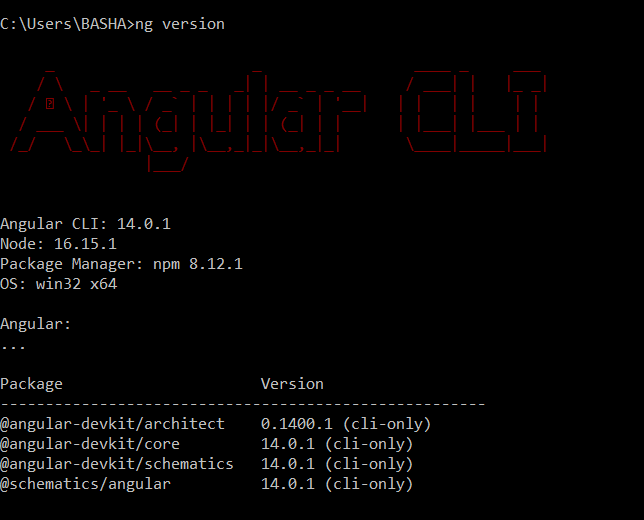 C:\Users\BASHA>ng version
Angular CLI
Angular CLI: 14.0.1
Node: 16.15.1
Package Manager: npm 8.12.1
OS: win32 x64
Angular:
...
Package Version
------------------------------------------------------
@angular-devkit/architect 0.1400.1 (cli-only)
@angular-devkit/core 14.0.1 (cli-only)
@angular-devkit/schematics 14.0.1 (cli-only)
@schematics/angular 14.0.1 (cli-only)